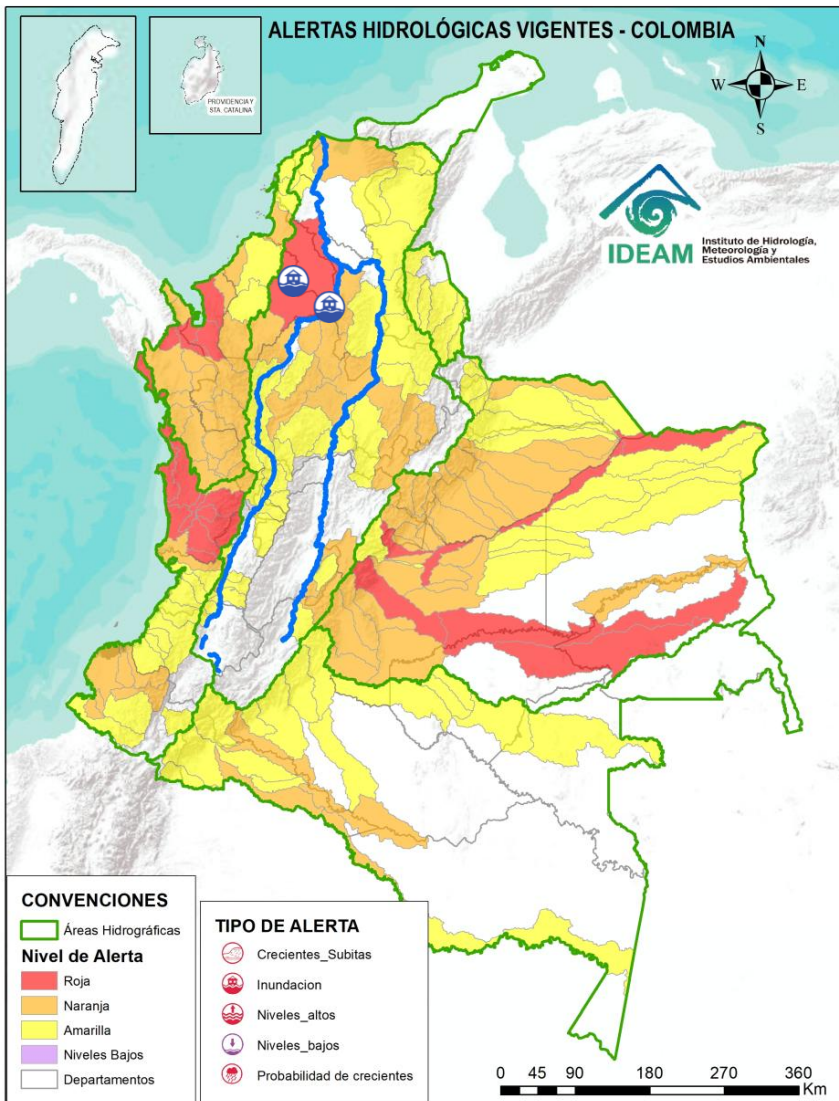 ALERTAS HIDROLÓGICAS VIGENTES - COLOMBIA
PROVIDENCIA Y
STA. CATALINA
N
W
E
S
IDEAM
Instituto de Hidrología,
Meteorología y
Estudios Ambientales
CONVENCIONES
Áreas Hidrográficas
Nivel de Alerta
Roja
Naranja
Amarilla
Niveles Bajos
Departamentos
TIPO DE ALERTA
Crecientes_Subitas
Inundacion
Niveles_altos
Niveles_bajos
Probabilidad de crecientes
0 45 90 180 270 360
Km